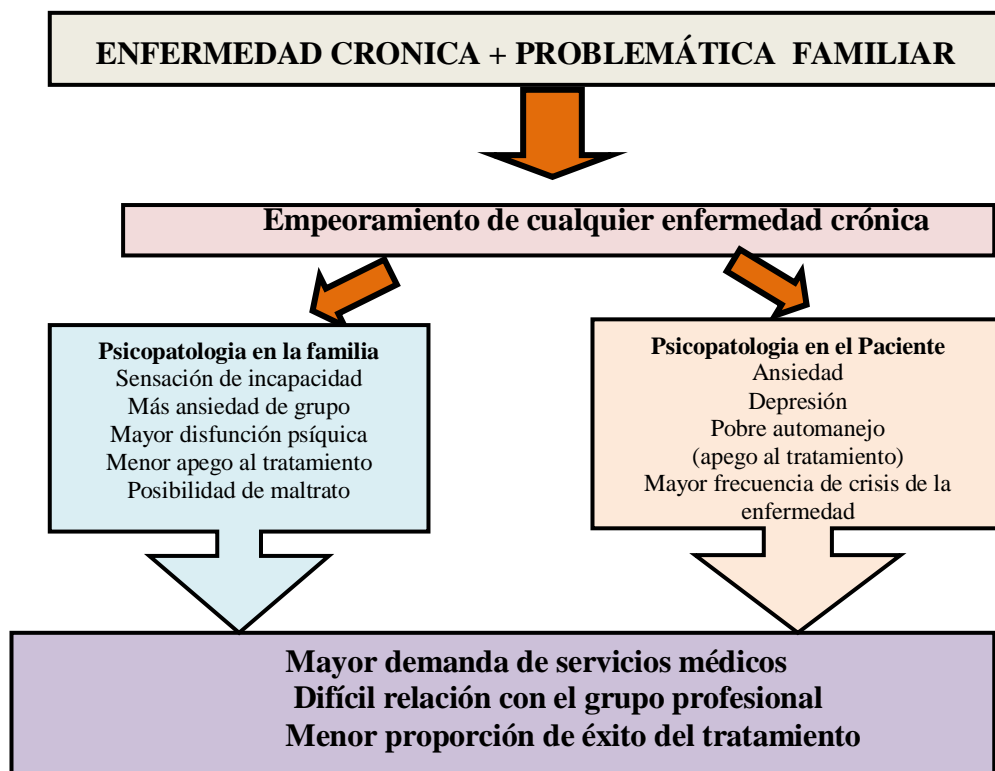 ENFERMEDAD CRONICA + PROBLEMÁTICA FAMILIAR
Empeoramiento de cualquier enfermedad crónica
Psicopatologia en la familia
Sensación de incapacidad
Más ansiedad de grupo
Mayor disfunción psíquica
Menor apego al tratamiento
Posibilidad de maltrato
Psicopatologia en el Paciente
Ansiedad
Depresión
Pobre automanejo
(apego al tratamiento)
Mayor frecuencia de crisis de la
enfermedad
Mayor demanda de servicios médicos
Difícil relación con el grupo profesional
Menor proporción de éxito del tratamiento